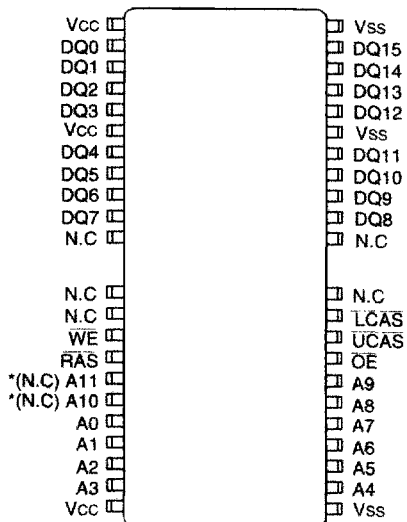 Vcc
DQ0
DQ1
DQ2
DQ3
Vcc
DQ4
DQ5
DQ6
DQ7
N.C
N.C
N.C
WE
RAS
*(N.C) A11
*(N.C) A10
A0
A1
A2
A3
Vcc
Vss
DQ15
DQ14
DQ13
DQ12
Vss
DQ11
DQ10
DQ9
DQ8
N.C
N.C
LCAS
UCAS
OE
A9
A8
A7
A6
A5
A4
Vss